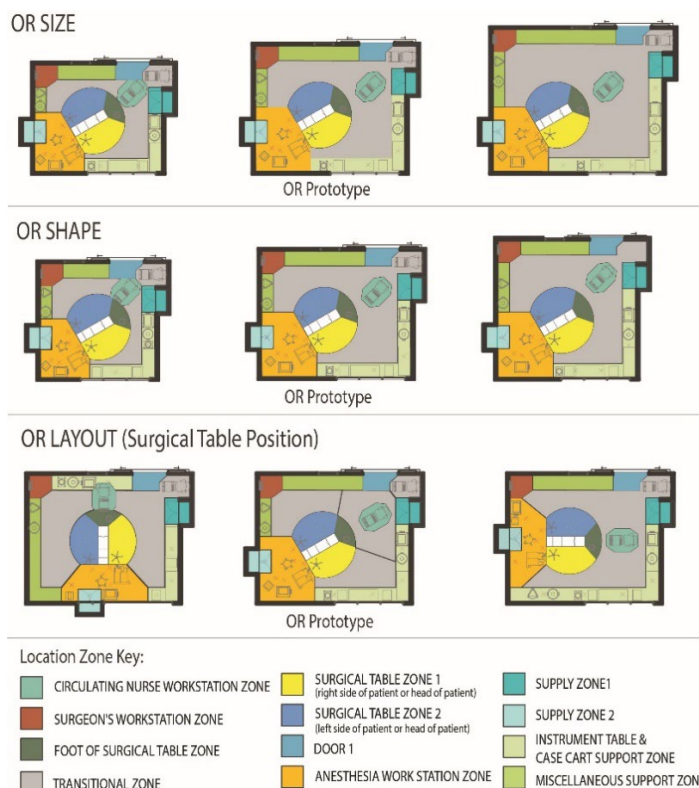 OR SIZE
OR Prototype
OR SHAPE
OR Prototype
OR LAYOUT (Surgical Table Position)
OR Prototype
Location Zone Key:
CIRCULATING NURSE WORKSTATION ZONE
SURGEON'S WORKSTATION ZONE
FOOT OF SURGICAL TABLE ZONE
TRANSITIONAL ZONE
SURGICAL TABLE ZONE 1
(right side of patient or head of patient)
SURGICAL TABLE ZONE 2
(left side of patient or head of patient)
DOOR 1
ANESTHESIA WORK STATION ZONE
SUPPLY ZONE1
SUPPLY ZONE 2
INSTRUMENT TABLE &
CASE CART SUPPORT ZONE
MISCELLANEOUS SUPPORT ZON